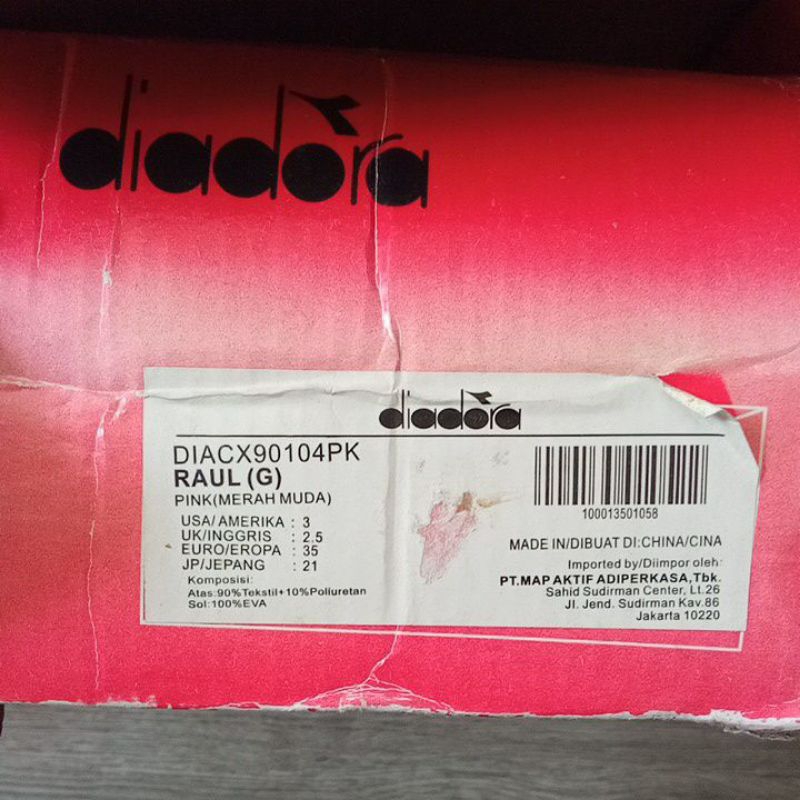 diadora
diadora
DIACX90104PK
RAUL (G)
PINK(MERAH MUDA)
USA/AMERIKA : 3
UK/INGGRIS : 2.5
EURO/EROPA : 35
JP/JEPANG : 21
Komposisi:
Atas:90%Tekstil+10%Poliuretan
Sol:100%EVA
100013501058
MADE IN/DIBUAT DI:CHINA/CINA
Imported by/Diimpor oleh:
PT.MAP AKTIF ADIPERKASA,Tbk.
Sahid Sudirman Center, Lt.26
Jl. Jend. Sudirman Kav.86
Jakarta 10220